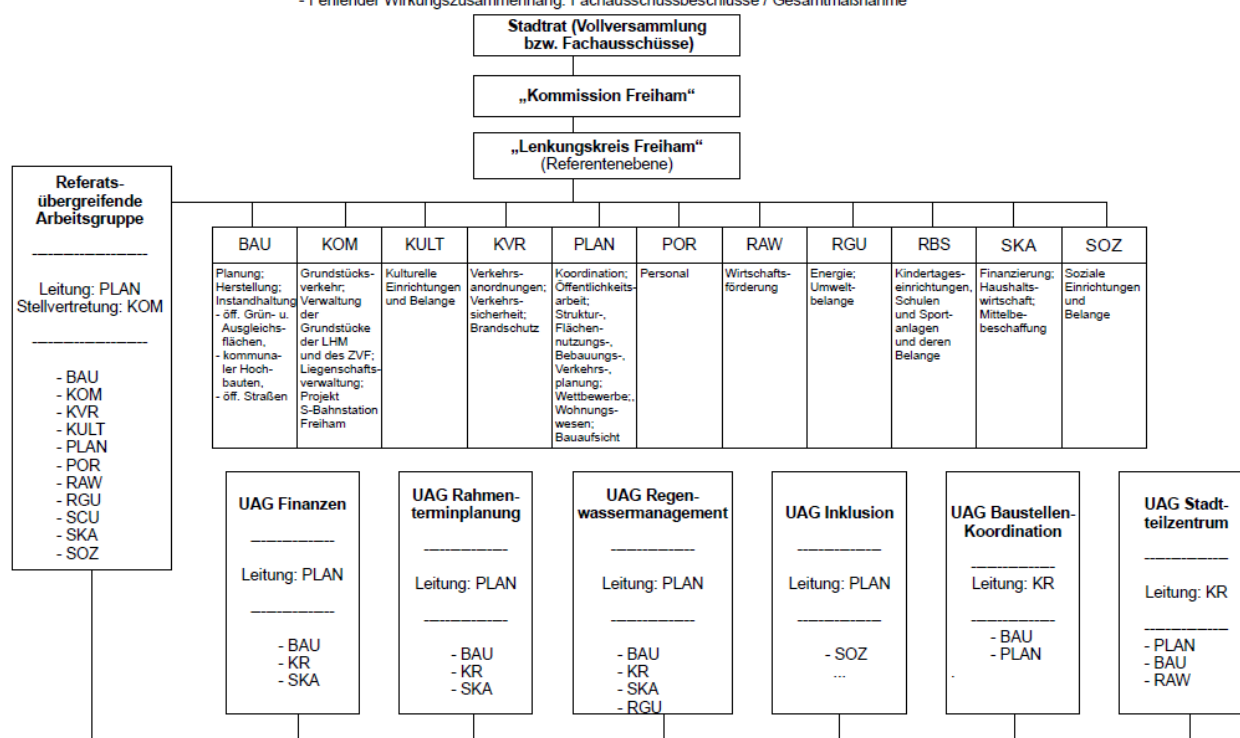 - Fehlender Wirkungszusammenhang: Fachausschussbeschlüsse / Gesamtmaßnahme
Stadtrat (Vollversammlung
bzw. Fachausschüsse)
„Kommission Freiham“
„Lenkungskreis Freiham“
(Referentenebene)
Referats-
übergreifende
Arbeitsgruppe
Leitung: PLAN
Stellvertretung: KOM
- BAU
- KOM
- KVR
- KULT
- PLAN
- POR
- RAW
- RGU
- SCU
- SKA
- SOZ
BAU
Planung;
Herstellung;
Instandhaltung
- öff. Grün- u.
Ausgleichs-
flächen,
- kommuna-
ler Hoch-
bauten,
- öff. Straßen
KOM
Grundstücks-
verkehr;
Verwaltung
der
Grundstücke
der LHM
und des ZVF;
Liegenschafts-
verwaltung;
Projekt
S-Bahnstation
Freiham
KULT
Kulturelle
Einrichtungen
und Belange
KVR
Verkehrs-
anordnungen;
Verkehrs-
sicherheit;
Brandschutz
PLAN
Koordination;
Öffentlichkeits-
arbeit;
Struktur-,
Flächen-
nutzungs-,
Bebauungs-,
Verkehrs-,
planung;
Wettbewerbe;,
Wohnungs-
wesen;
Bauaufsicht
POR
Personal
RAW
Wirtschafts-
förderung
RGU
Energie;
Umwelt-
belange
RBS
Kindertages-
einrichtungen,
Schulen
und Sport-
anlagen
und deren
Belange
SKA
Finanzierung;
Haushalts-
wirtschaft;
Mittelbe-
beschaffung
SOZ
Soziale
Einrichtungen
und
Belange
UAG Finanzen
Leitung: PLAN
- BAU
- KR
- SKA
UAG Rahmen-
terminplanung
Leitung: PLAN
- BAU
- KR
- SKA
UAG Regen-
wassermanagement
Leitung: PLAN
- BAU
- KR
- SKA
- RGU
UAG Inklusion
Leitung: PLAN
- SOZ
...
UAG Baustellen-
Koordination
Leitung: KR
- BAU
- PLAN
.
UAG Stadt-
teilzentrum
Leitung: KR
- PLAN
- BAU
- RAW